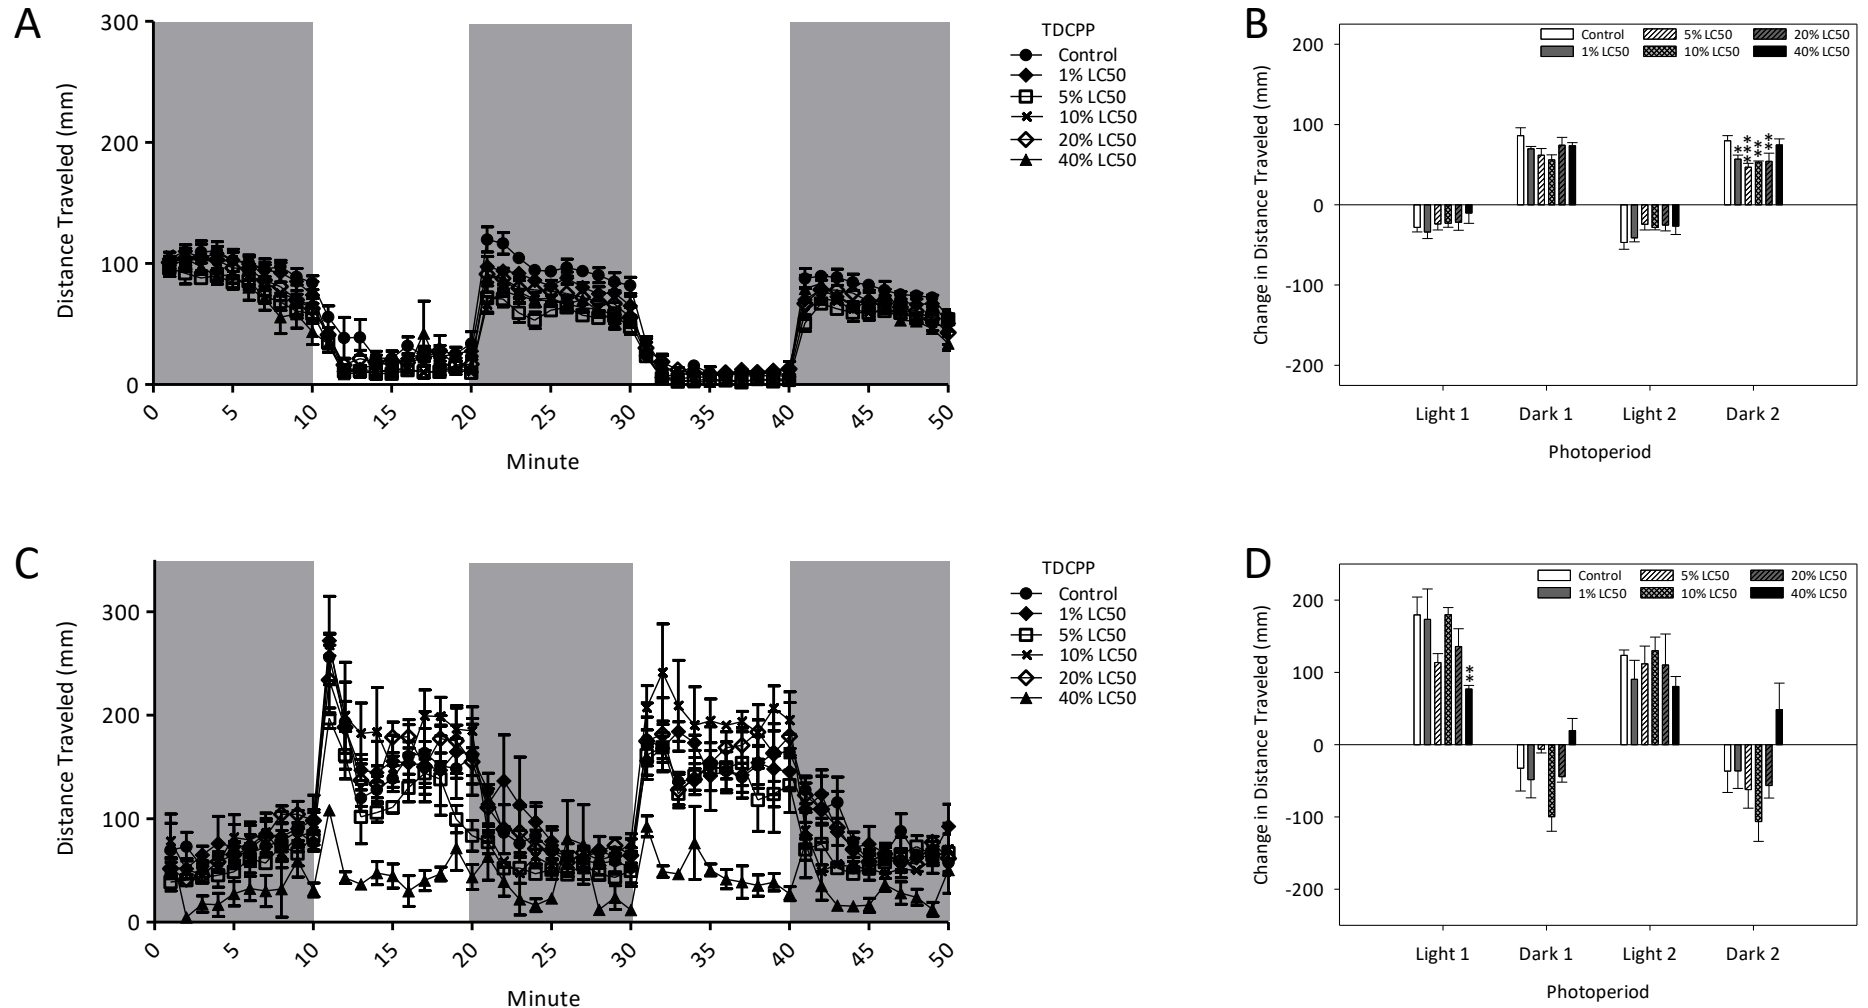 A
300
200
100
0
Distance Traveled (mm)
0 5 10 15 20 25 30 35 40 45 50
Minute
TDCPP
Control
1% LC50
5% LC50
10% LC50
20% LC50
40% LC50
B
200
100
0
-100
-200
Change in Distance Traveled (mm)
Control 5% LC50 20% LC50
1% LC50 10% LC50 40% LC50
* *** ** **
Light 1 Dark 1 Light 2 Dark 2
Photoperiod
C
300
200
100
0
Distance Traveled (mm)
0 5 10 15 20 25 30 35 40 45 50
Minute
TDCPP
Control
1% LC50
5% LC50
10% LC50
20% LC50
40% LC50
D
200
100
0
-100
-200
Change in Distance Traveled (mm)
Control 5% LC50 20% LC50
1% LC50 10% LC50 40% LC50
**
Light 1 Dark 1 Light 2 Dark 2
Photoperiod